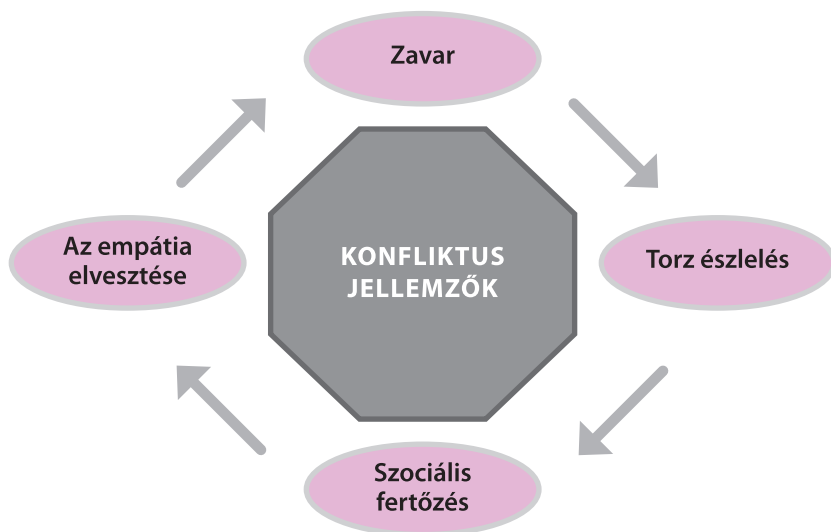 Zavar
Az empátia
elvesztése
KONFLIKTUS
JELLEMZŐK
Torz észlelés
Szociális
fertőzés